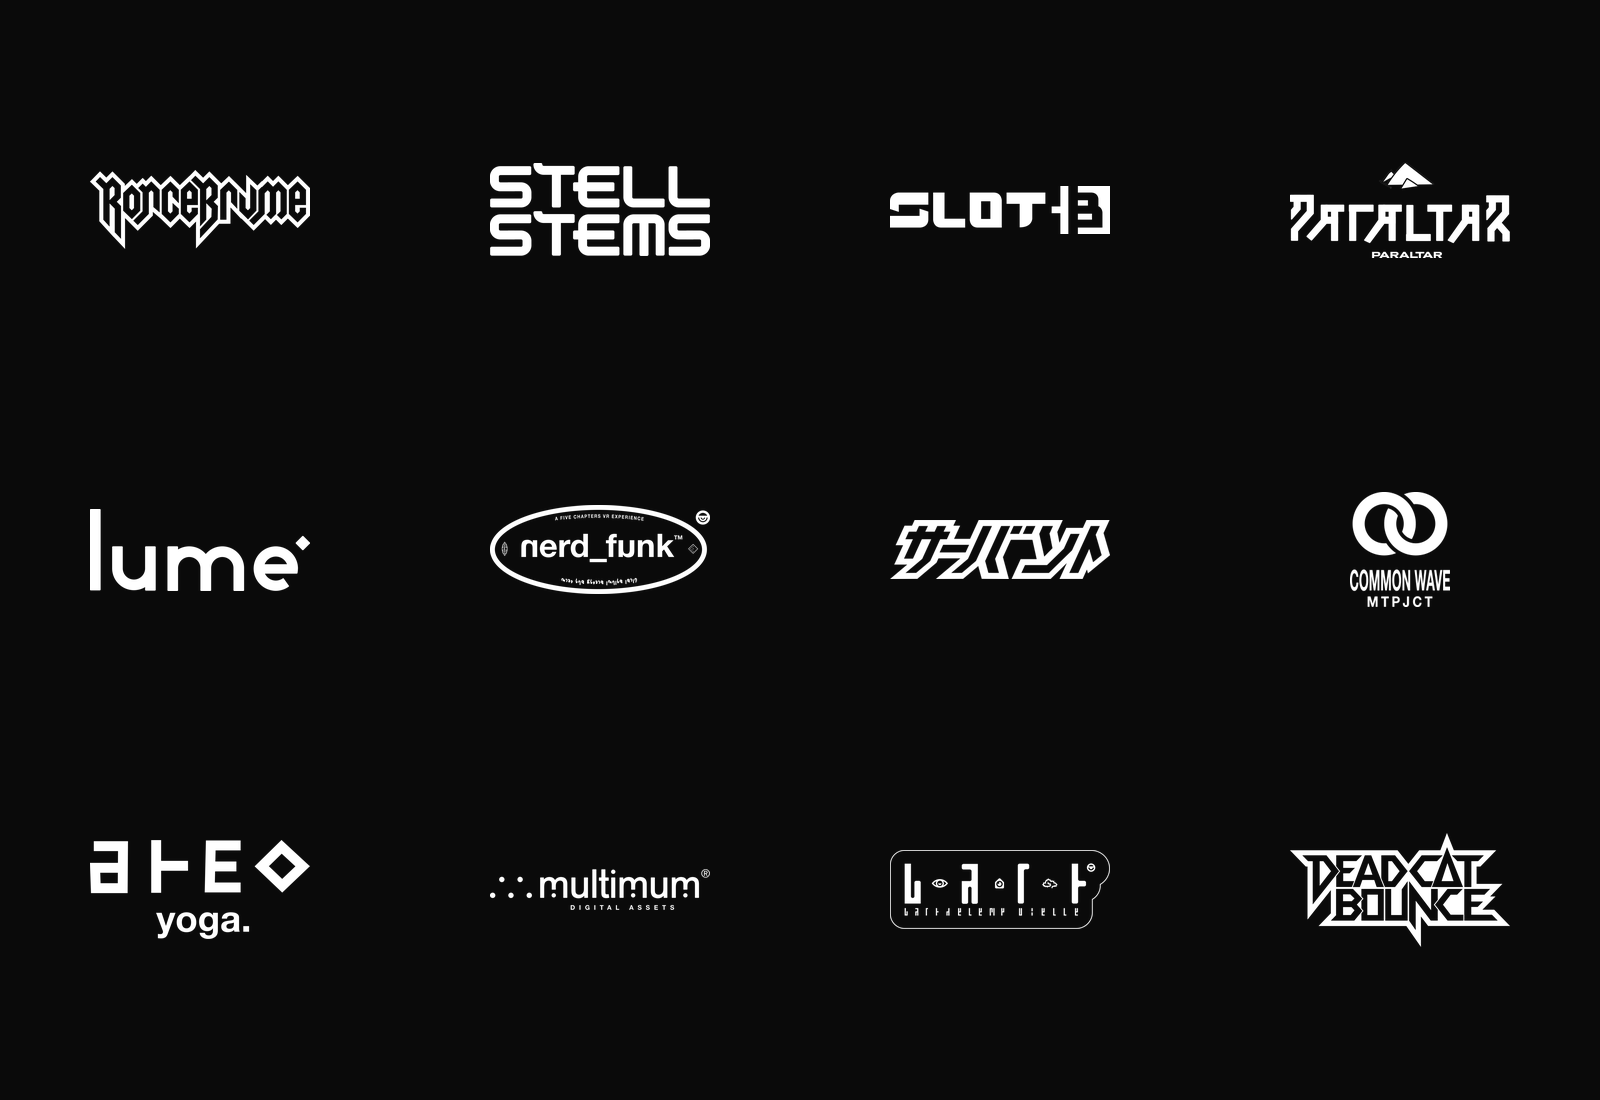 RonceBrume
STELL
STEMS
SLOT 13
PARALTAR
PARALTAR
lume
A FIVE CHAPTERS VR EXPERIENCE
nerd_funk™
サーバント
COMMON WAVE
MTPJCT
yoga.
multimum®
DIGITAL ASSETS
DEADCAT
BOUNCE